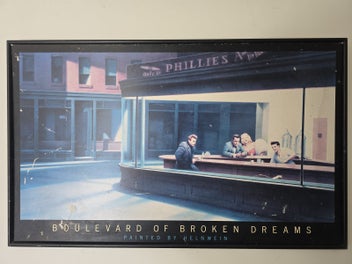 PHILLIES
BOULEVARD OF BROKEN DREAMS
PAINTED BY HELNWEIN